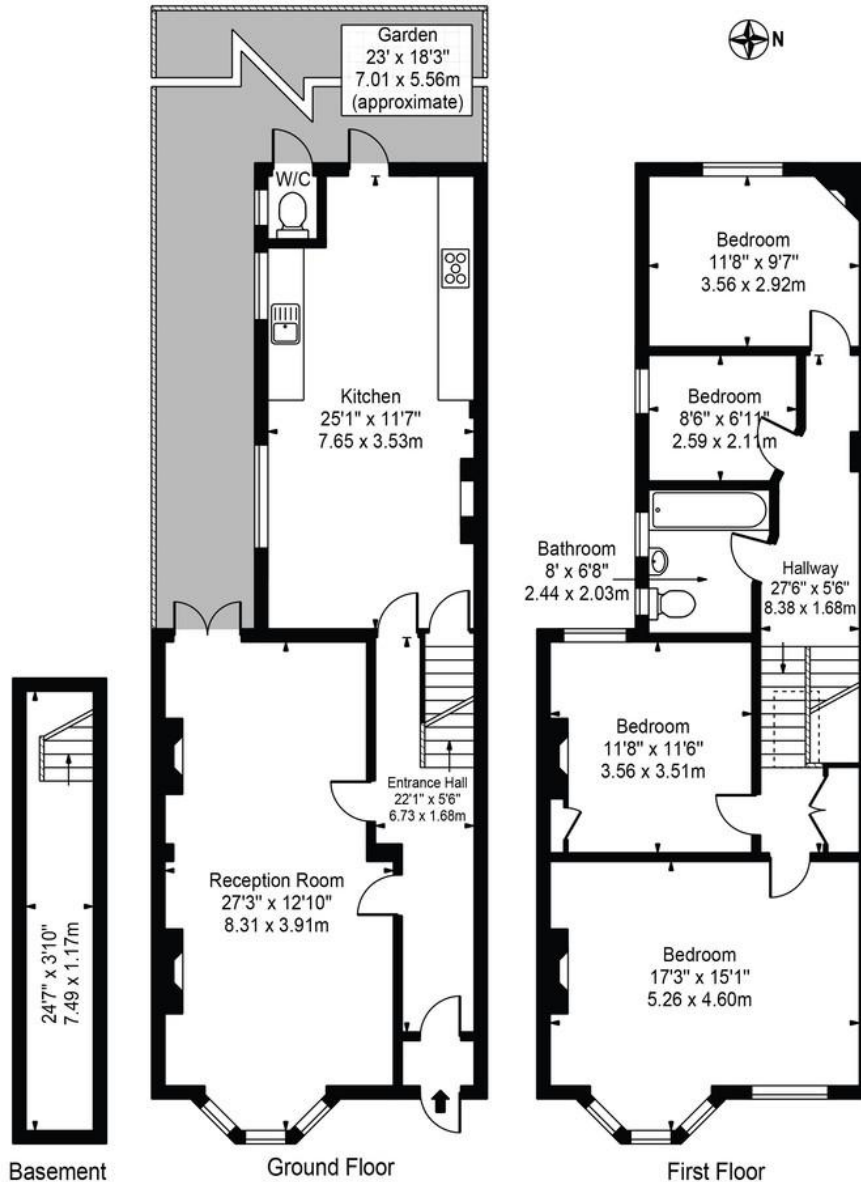 Garden
23' x 18'3"
7.01 x 5.56m
(approximate)
N
W/C
Kitchen
25'1" x 11'7"
7.65 x 3.53m
Entrance Hall
22'1" x 5'6"
6.73 x 1.68m
Reception Room
27'3" x 12'10"
8.31 x 3.91m
24'7" x 3'10"
7.49 x 1.17m
Bedroom
11'8" x 9'7"
3.56 x 2.92m
Bedroom
8'6" x 6'11"
2.59 x 2.11m
Bathroom
8' x 6'8"
2.44 x 2.03m
Hallway
27'6" x 5'6"
8.38 x 1.68m
Bedroom
11'8" x 11'6"
3.56 x 3.51m
Bedroom
17'3" x 15'1"
5.26 x 4.60m
Basement
Ground Floor
First Floor